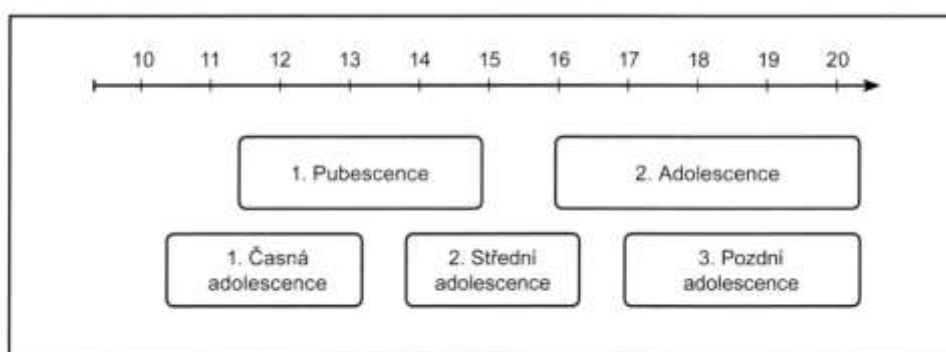 10 11 12 13 14 15 16 17 18 19 20
1. Pubescence
2. Adolescence
1. Časná
adolescence
2. Střední
adolescence
3. Pozdní
adolescence